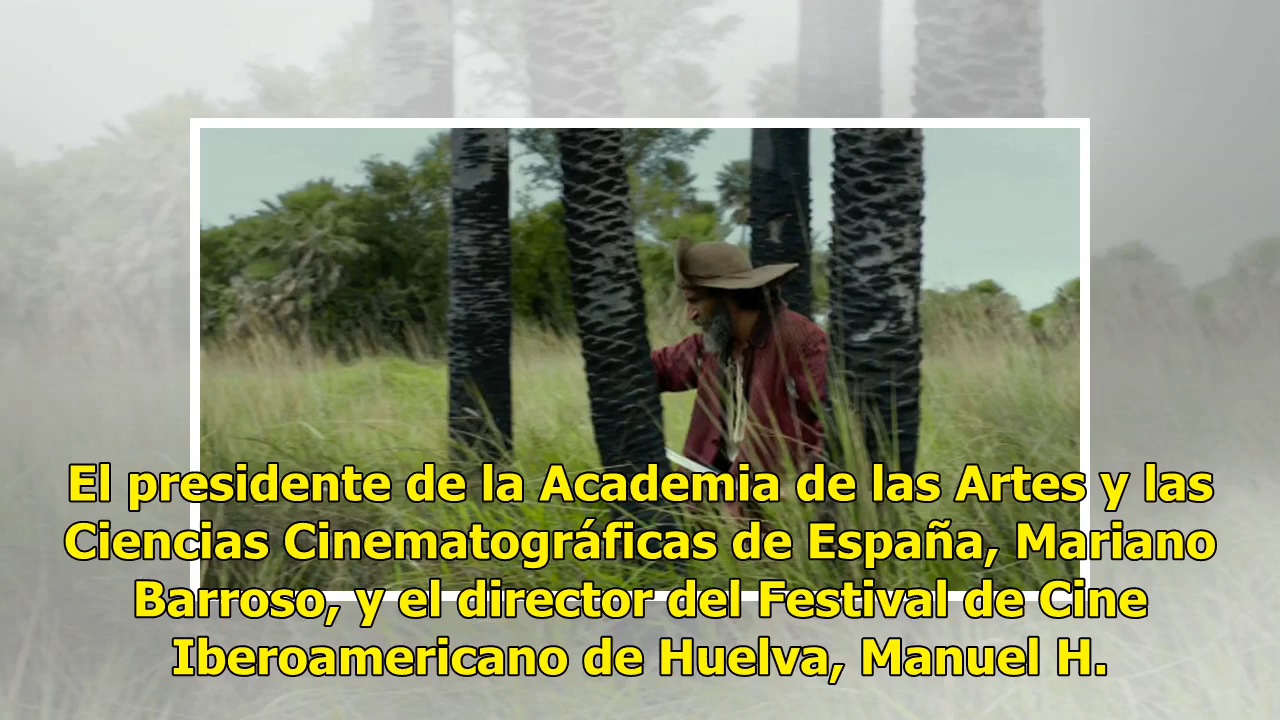 El presidente de la Academia de las Artes y las
Ciencias Cinematográficas de España, Mariano
Barroso, y el director del Festival de Cine
Iberoamericano de Huelva, Manuel H.